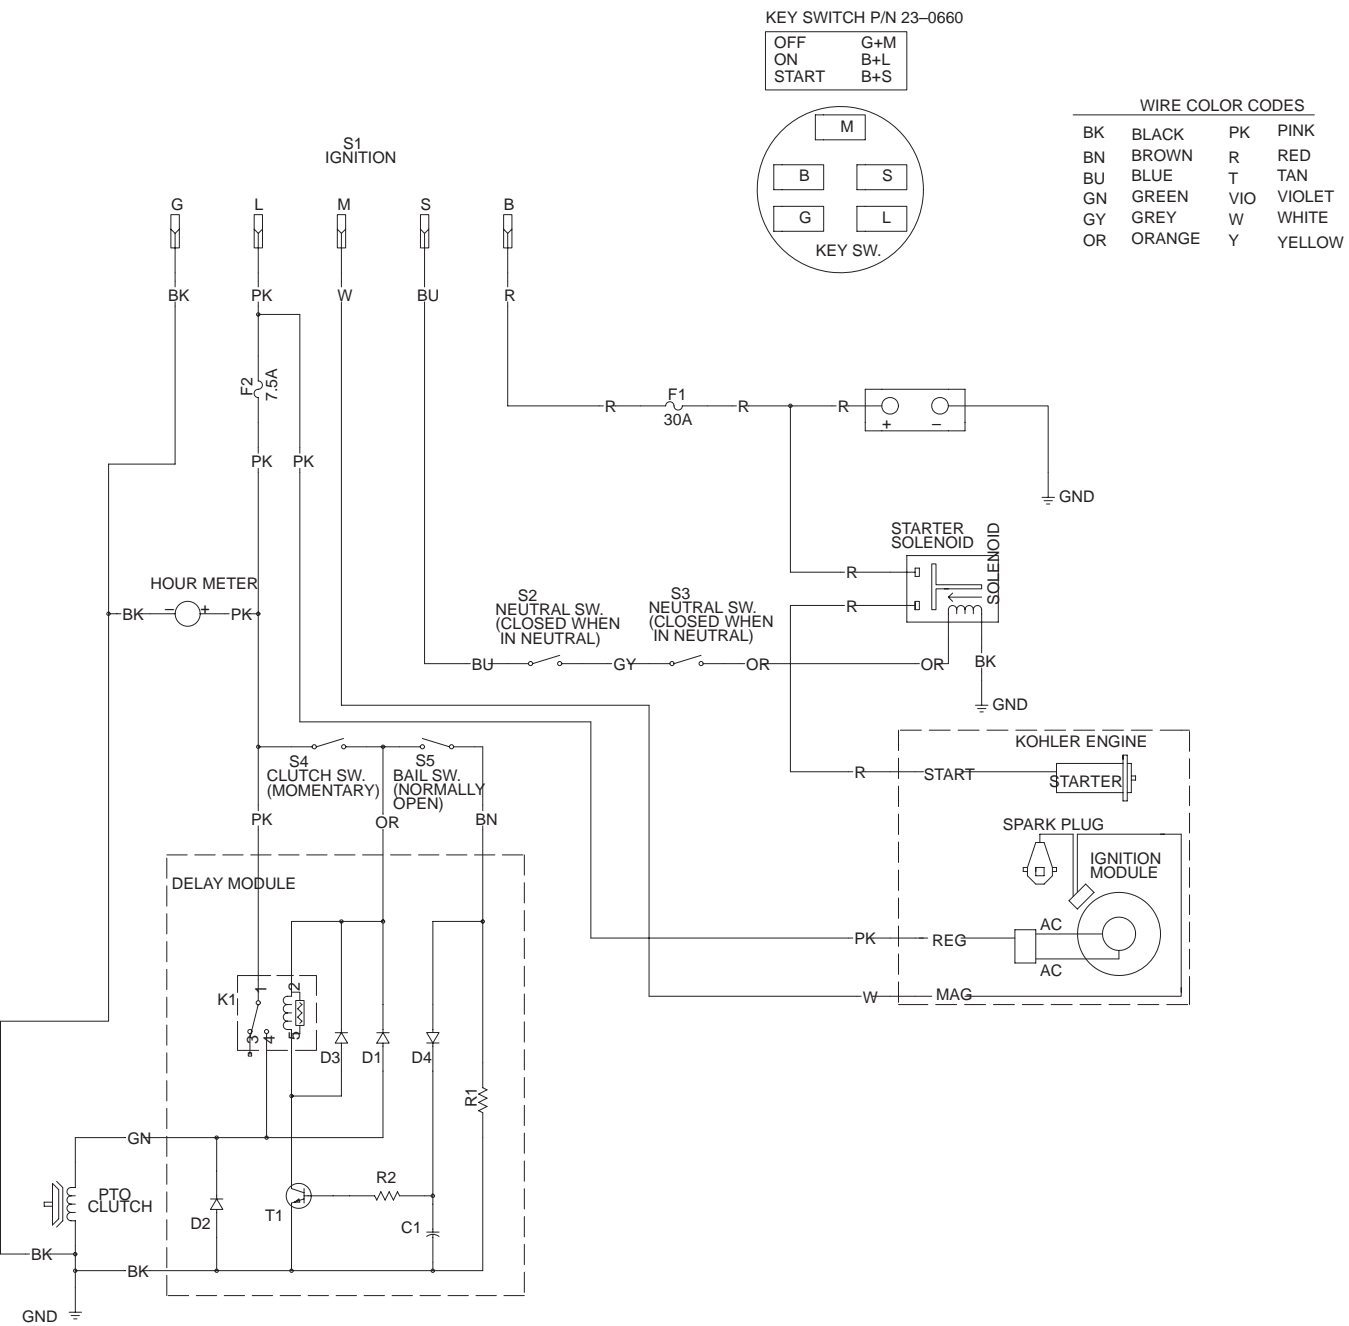 KEY SWITCH P/N 23–0660
OFF G+M
ON B+L
START B+S
M
B S
G L
KEY SW.
WIRE COLOR CODES
BK BLACK PK PINK
BN BROWN R RED
BU BLUE T TAN
GN GREEN VIO VIOLET
GY GREY W WHITE
OR ORANGE Y YELLOW
S1
IGNITION
G L M S B
BK PK W BU R
F2
7.5A
R
F1
30A
R R
+ –
GND
PK PK
STARTER
SOLENOID
SOLENOID
R
R
HOUR METER
BK – + PK
S2
NEUTRAL SW.
(CLOSED WHEN
IN NEUTRAL)
S3
NEUTRAL SW.
(CLOSED WHEN
IN NEUTRAL)
BU GY OR OR BK
GND
S4
CLUTCH SW.
(MOMENTARY)
S5
BAIL SW.
(NORMALLY
OPEN)
PK OR BN
KOHLER ENGINE
R START
STARTER
SPARK PLUG
IGNITION
MODULE
AC
AC
PK REG
W MAG
DELAY MODULE
K1
1 2
3 4 5
D3 D1 D4
R1
GN
PTO
CLUTCH
D2
T1
R2
C1
BK
BK
GND